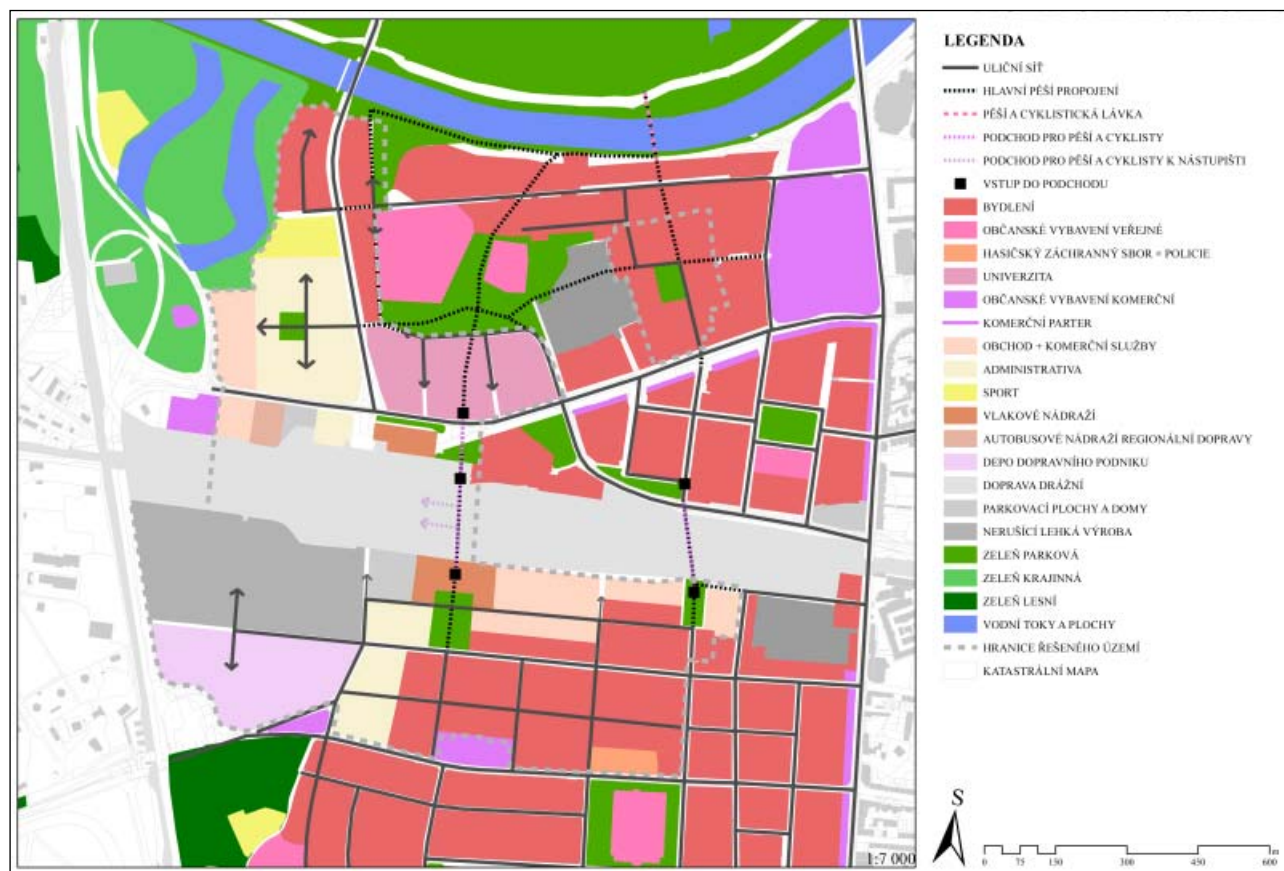 LEGENDA
ULIČNÍ SÍŤ
HLAVNÍ PĚŠÍ PROPOJENÍ
PĚŠÍ A CYKLISTICKÁ LÁVKA
PODCHOD PRO PĚŠÍ A CYKLISTY
PODCHOD PRO PĚŠÍ A CYKLISTY K NÁSTUPIŠTI
VSTUP DO PODCHODU
BYDLENÍ
OBČANSKÉ VYBAVENÍ VEŘEJNÉ
HASIČSKÝ ZÁCHRANNÝ SBOR + POLICIE
UNIVERZITA
OBČANSKÉ VYBAVENÍ KOMERČNÍ
KOMERČNÍ PARTER
OBCHOD + KOMERČNÍ SLUŽBY
ADMINISTRATIVA
SPORT
VLAKOVÉ NÁDRAŽÍ
AUTOBUSOVÉ NÁDRAŽÍ REGIONÁLNÍ DOPRAVY
DEPO DOPRAVNÍHO PODNIKU
DOPRAVA DRÁŽNÍ
PARKOVACÍ PLOCHY A DOMY
NERUŠÍCÍ LEHKÁ VÝROBA
ZELEŇ PARKOVÁ
ZELEŇ KRAJINNÁ
ZELEŇ LESNÍ
VODNÍ TOKY A PLOCHY
HRANICE ŘEŠENÉHO ÚZEMÍ
KATASTRÁLNÍ MAPA
S
1:7 000
m
0 75 150 300 450 600